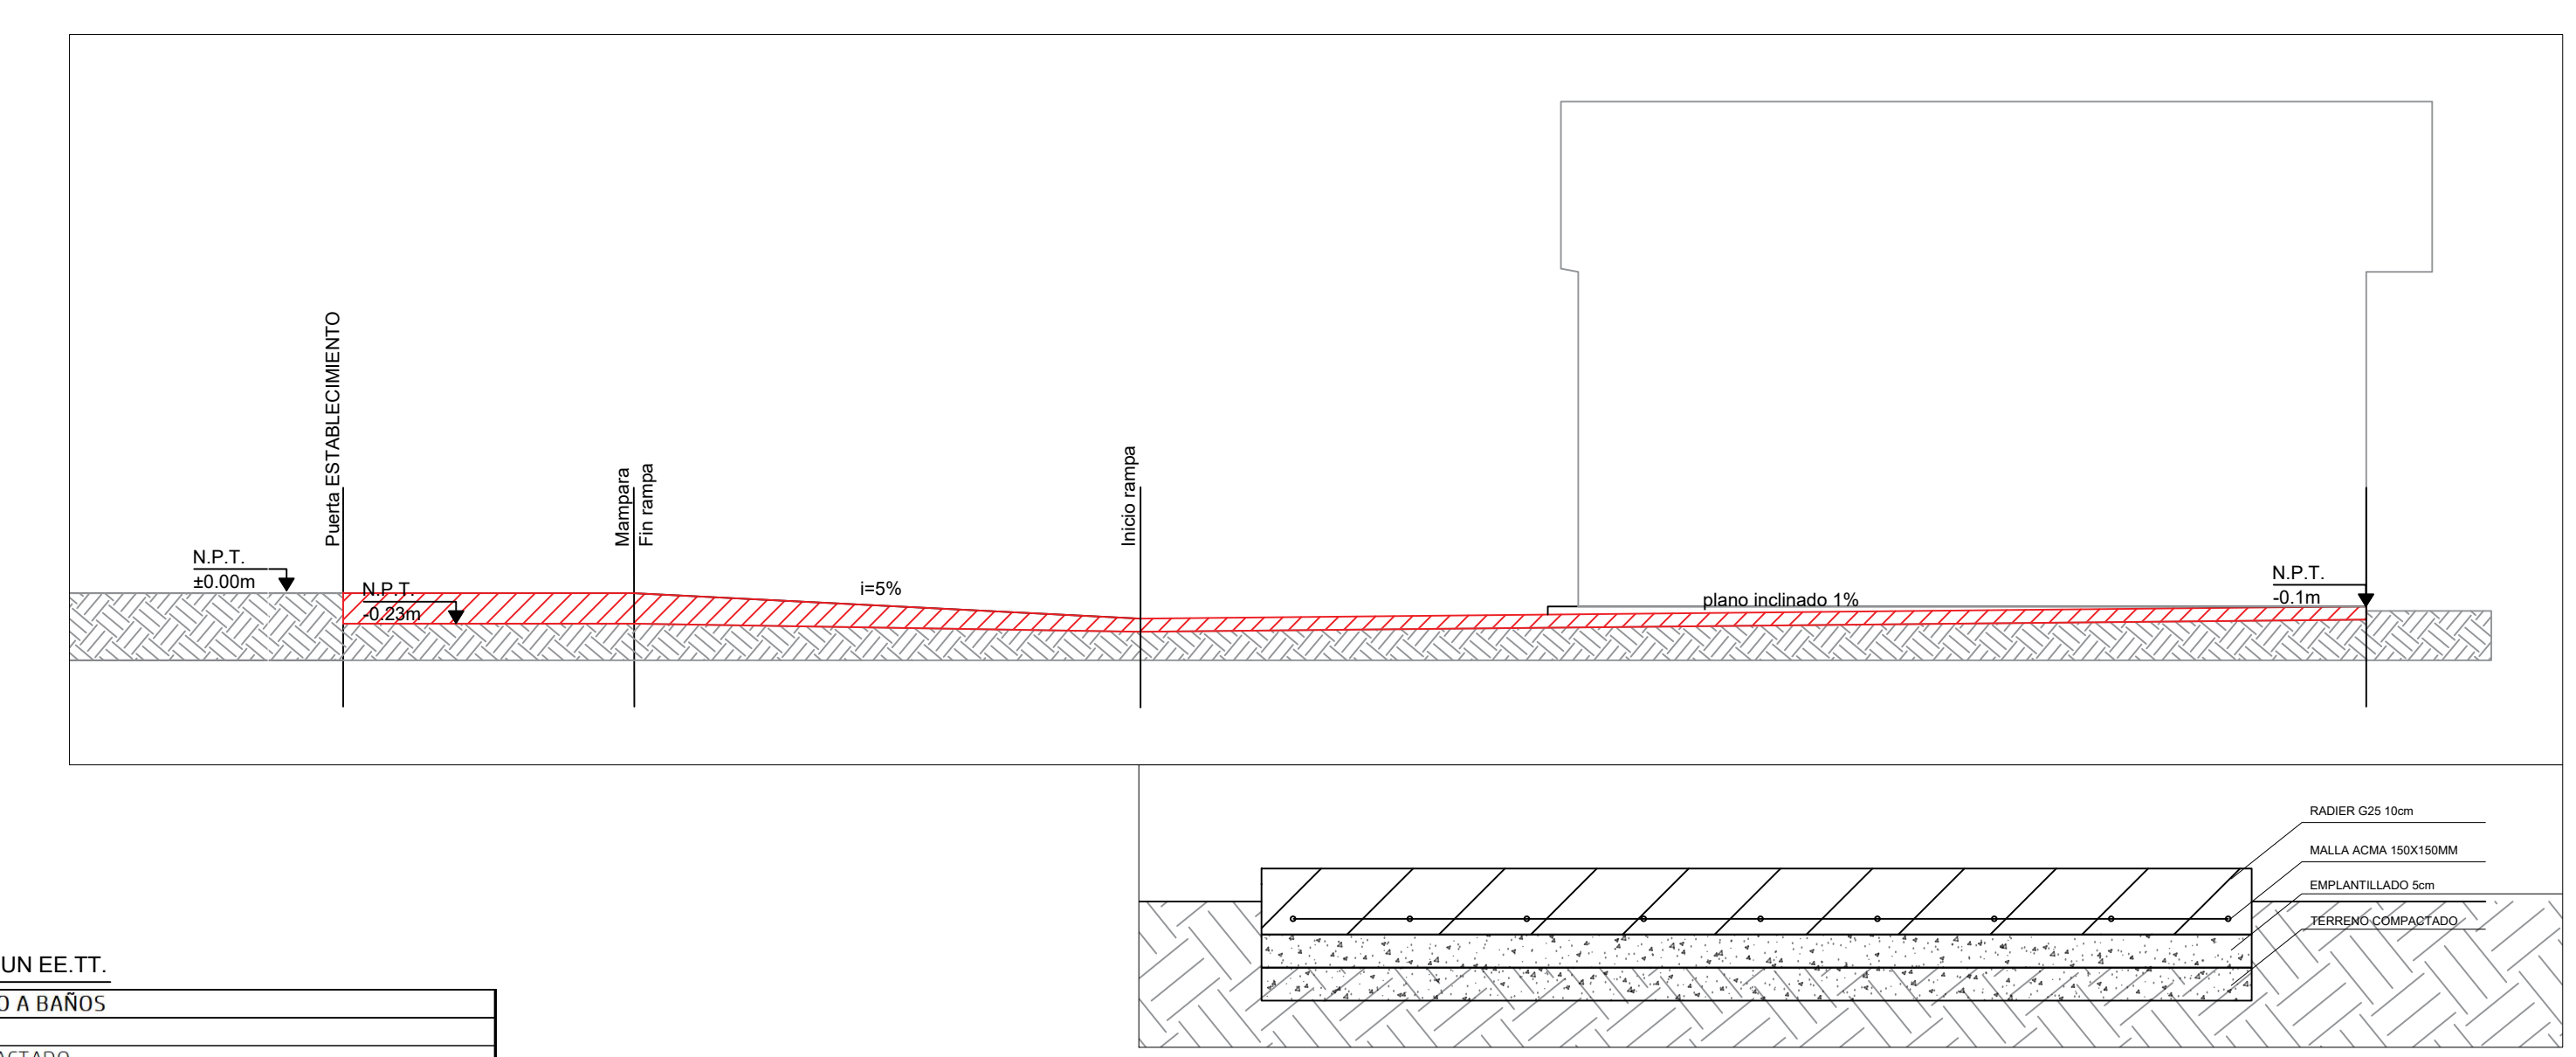 Puerta ESTABLECIMIENTO
Mampara
Fin rampa
Inicio rampa
N.P.T.
±0.00m
N.P.T.
-0.23m
i=5%
plano inclinado 1%
N.P.T.
-0.1m
RADIER G25 10cm
MALLA ACMA 150X150MM
EMPLANTILLADO 5cm
TERRENO COMPACTADO
UN EE.TT.
O A BAÑOS